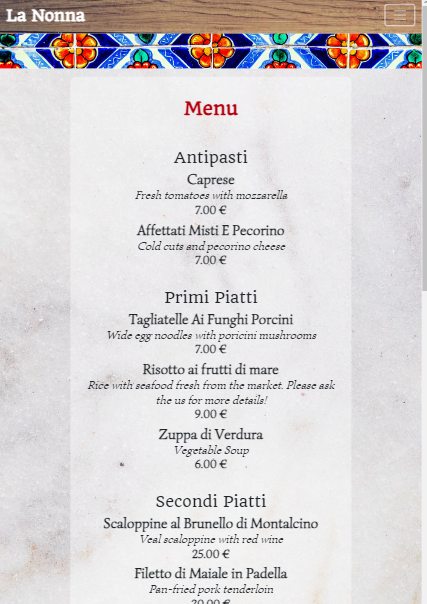 La Nonna
Menu
Antipasti
Caprese
Fresh tomatoes with mozzarella
7.00 €
Affettati Misti E Pecorino
Cold cuts and pecorino cheese
7.00 €
Primi Piatti
Tagliatelle Ai Funghi Porcini
Wide egg noodles with poricini mushrooms
7.00 €
Risotto ai frutti di mare
Rice with seafood fresh from the market. Please ask
the us for more details!
9.00 €
Zuppa di Verdura
Vegetable Soup
6.00 €
Secondi Piatti
Scaloppine al Brunello di Montalcino
Veal scaloppine with red wine
25.00 €
Filetto di Maiale in Padella
Pan-fried pork tenderloin